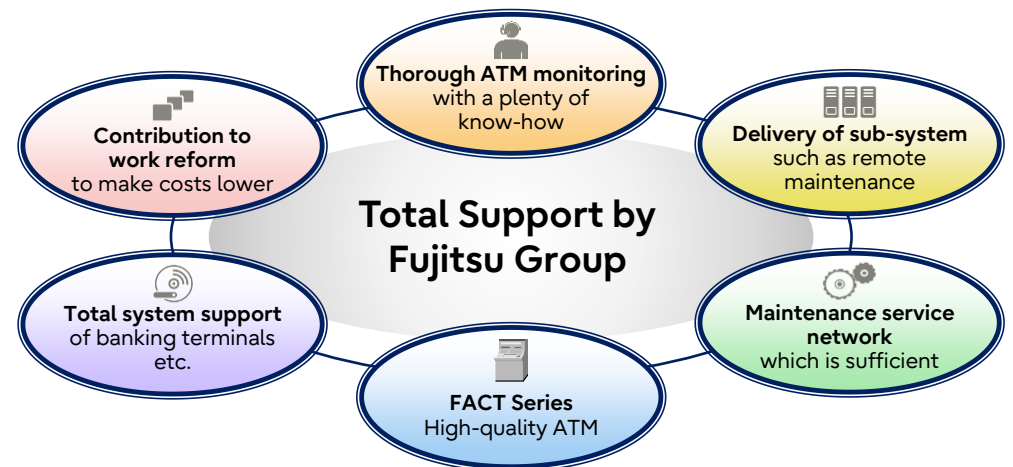 Thorough ATM monitoring
with a plenty of
know-how
Contribution to
work reform
to make costs lower
Delivery of sub-system
such as remote
maintenance
Total Support by
Fujitsu Group
Total system support
of banking terminals
etc.
Maintenance service
network
which is sufficient
FACT Series
High-quality ATM